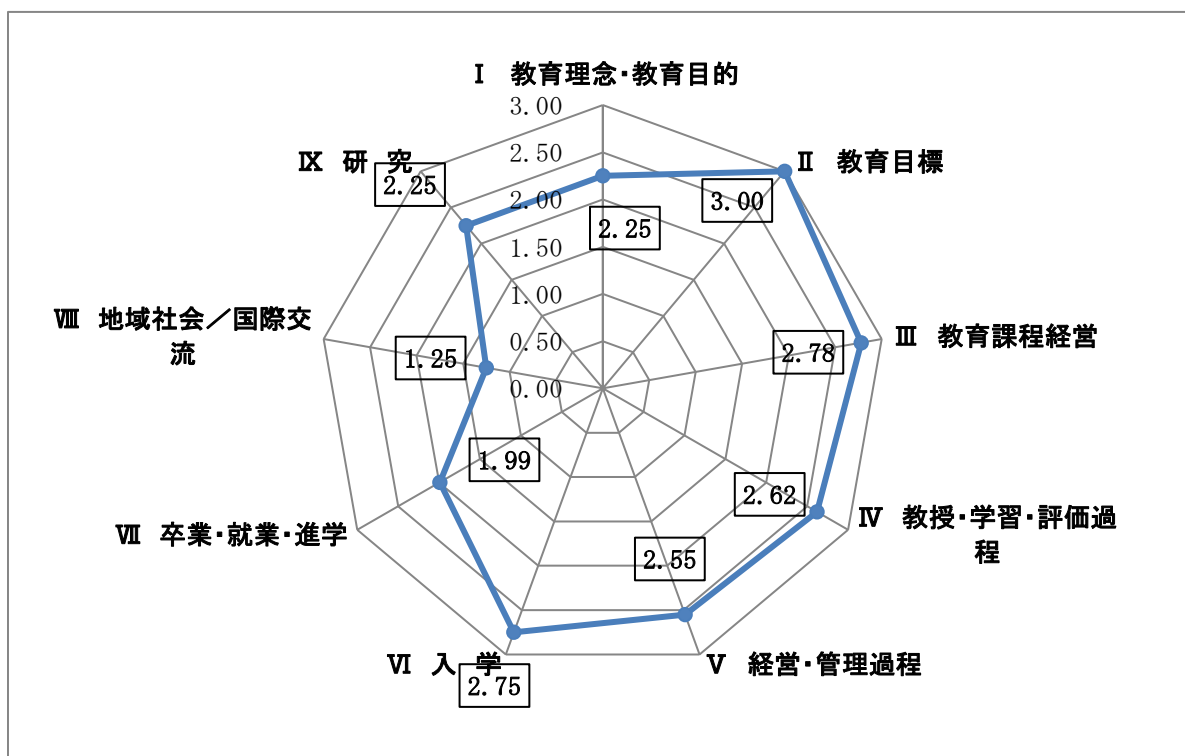 Ⅰ 教育理念・教育目的
3.00
2.50
2.00
1.50
1.00
0.50
0.00
Ⅱ 教育目標
Ⅲ 教育課程経営
Ⅳ 教授・学習・評価過
程
Ⅴ 経営・管理過程
Ⅵ 入 学
Ⅶ 卒業・就業・進学
Ⅷ 地域社会／国際交
流
Ⅸ 研 究
2.25
3.00
2.78
2.62
2.55
2.75
1.99
1.25
2.25